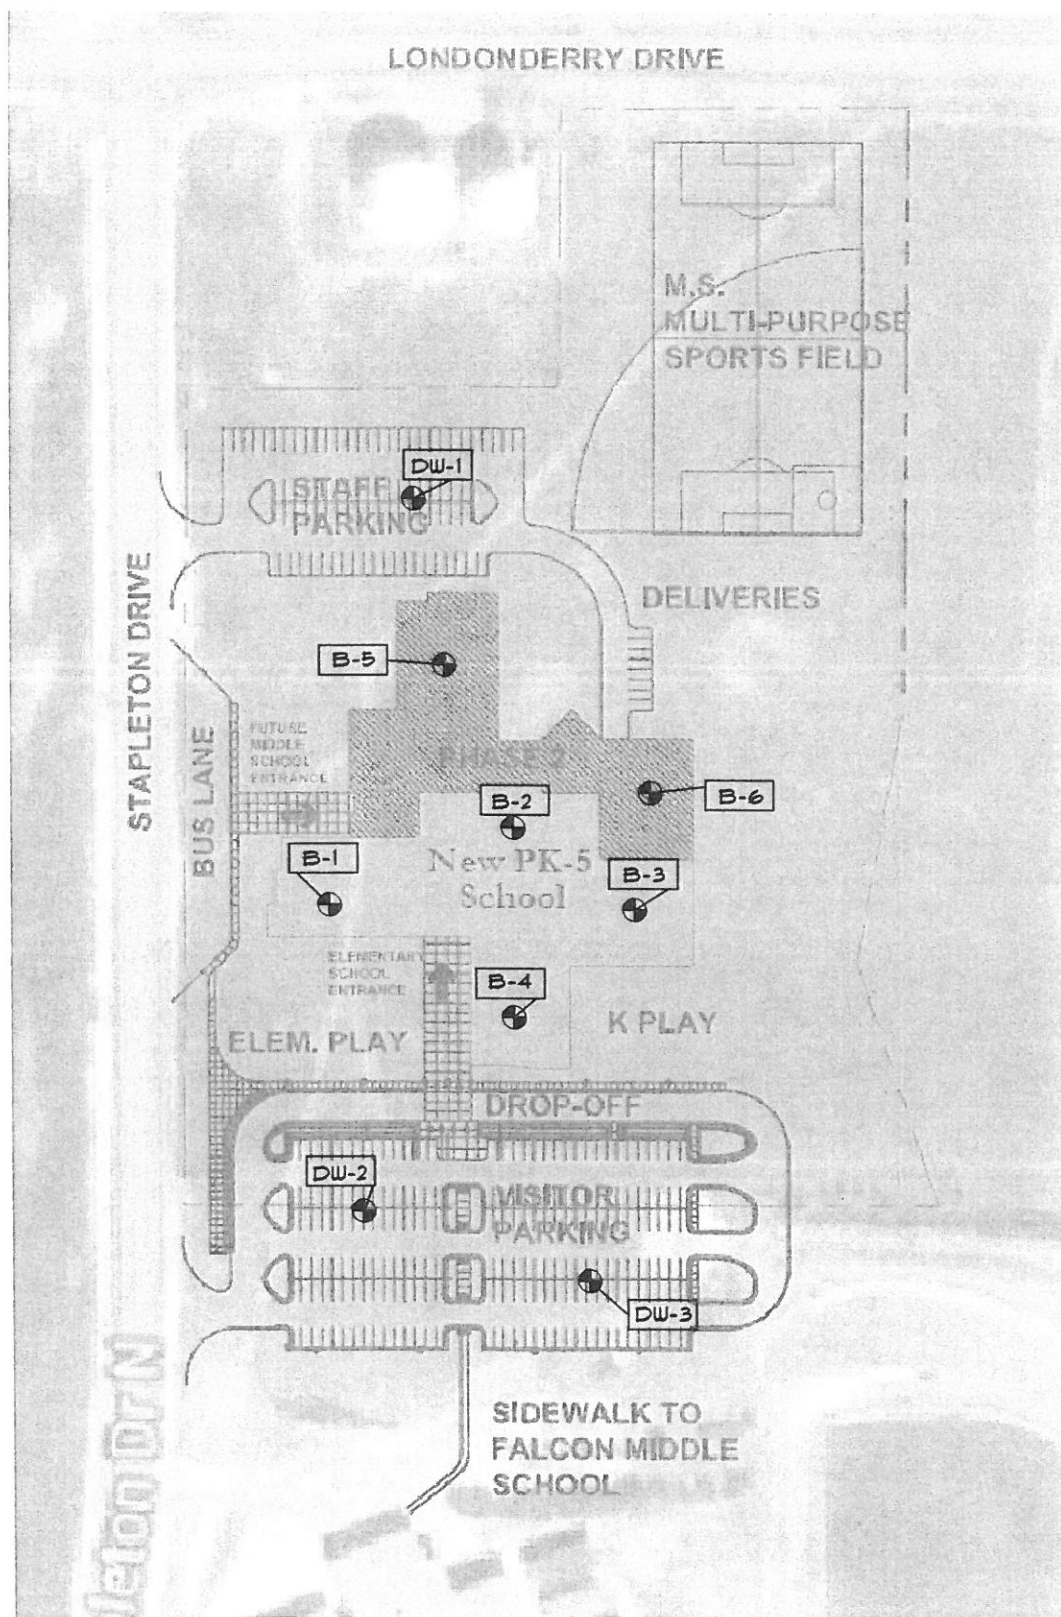 LONDONDERRY DRIVE
M.S.
MULTI-PURPOSE
SPORTS FIELD
DW-1
STAFF
PARKING
STAPLETON DRIVE
DELIVERIES
B-5
BUS LANE
FUTURE
MIDDLE
SCHOOL
ENTRANCE
PHASE 2
B-6
B-2
B-1
New PK-5
School
B-3
ELEMENTARY
SCHOOL
ENTRANCE
B-4
K PLAY
ELEM. PLAY
DROP-OFF
DW-2
VISITOR
PARKING
DW-3
SIDEWALK TO
FALCON MIDDLE
SCHOOL
leton Dr N